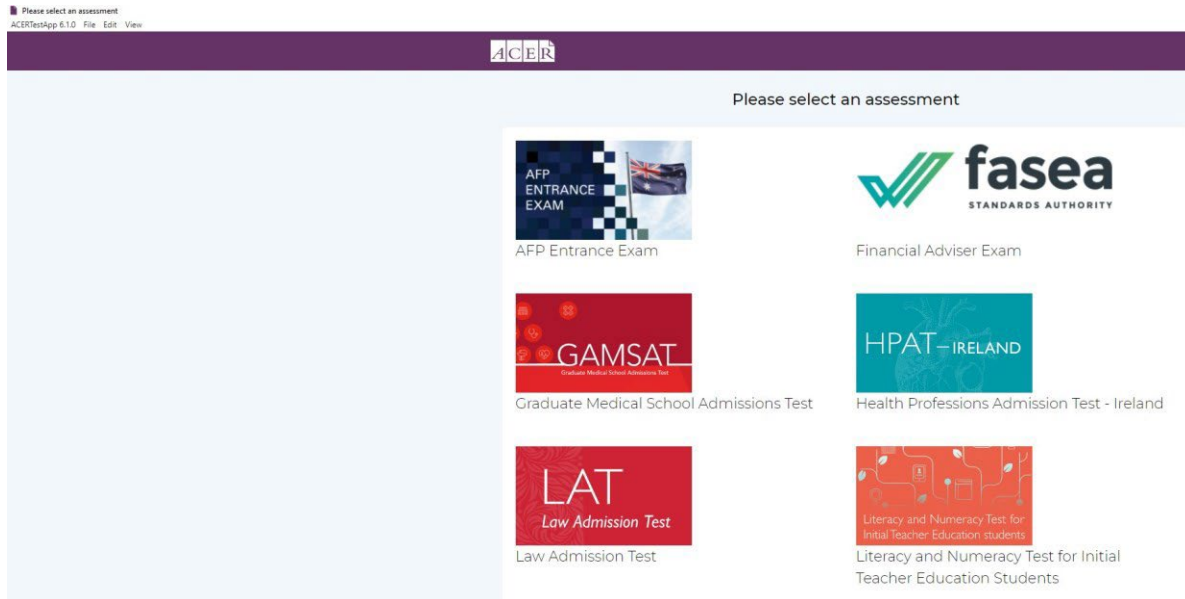 Please select an assessment
ACERTestApp 6.1.0 File Edit View
ACER
Please select an assessment
AFP
ENTRANCE
EXAM
AFP Entrance Exam
fasea
STANDARDS AUTHORITY
Financial Adviser Exam
GAMSAT
Graduate Medical School Admissions Test
Graduate Medical School Admissions Test
HPAT–IRELAND
Health Professions Admission Test - Ireland
LAT
Law Admission Test
Law Admission Test
Literacy and Numeracy Test for
Initial Teacher Education students
Literacy and Numeracy Test for Initial
Teacher Education Students